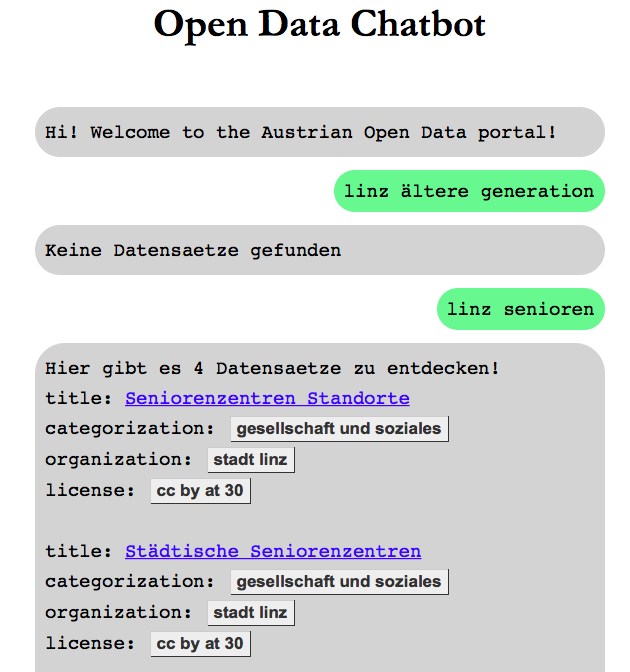 Open Data Chatbot
Hi! Welcome to the Austrian Open Data portal!
linz ältere generation
Keine Datensaetze gefunden
linz senioren
Hier gibt es 4 Datensaetze zu entdecken!
title: Seniorenzentren Standorte
categorization: gesellschaft und soziales
organization: stadt linz
license: cc by at 30
title: Städtische Seniorenzentren
categorization: gesellschaft und soziales
organization: stadt linz
license: cc by at 30